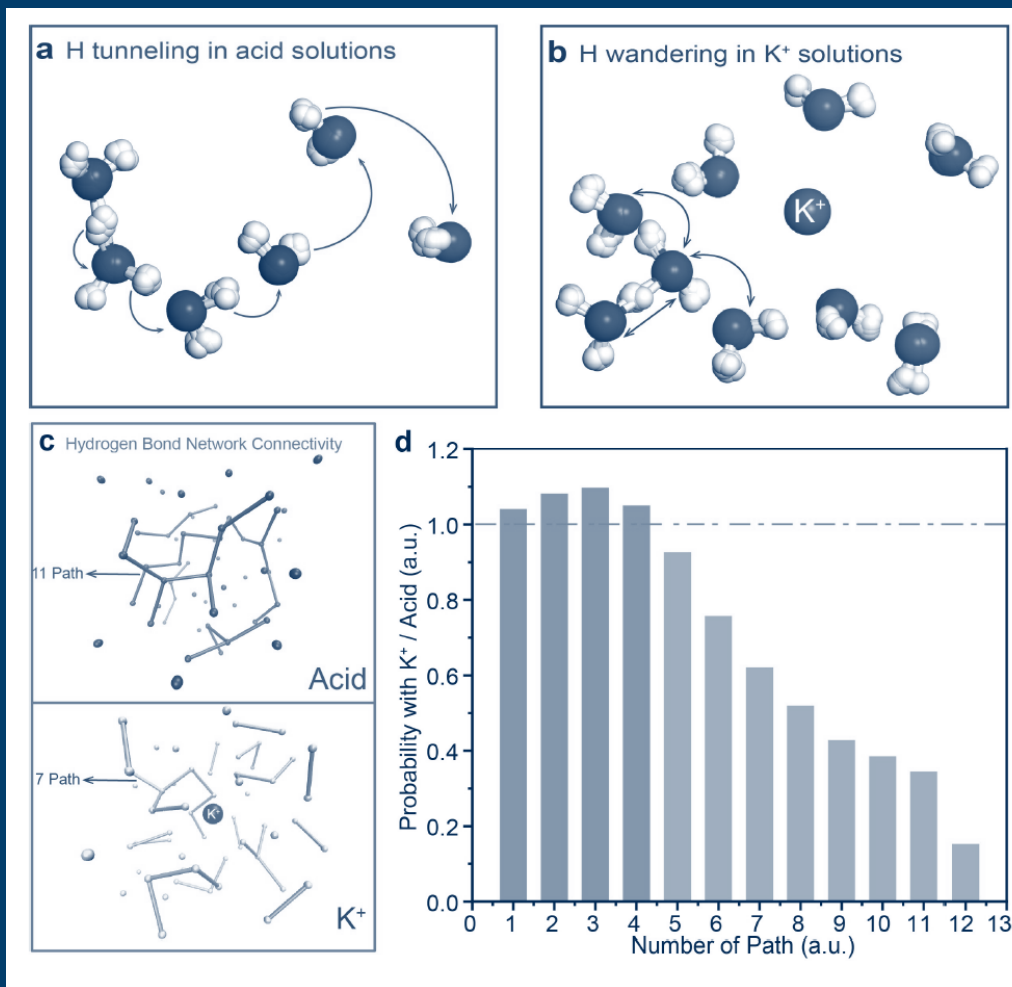 a H tunneling in acid solutions
b H wandering in K⁺ solutions
K⁺
c Hydrogen Bond Network Connectivity
11 Path
Acid
7 Path
K⁺
K⁺
d
Probability with K⁺ / Acid (a.u.)
1.2
1.0
0.8
0.6
0.4
0.2
0.0
0 1 2 3 4 5 6 7 8 9 10 11 12 13
Number of Path (a.u.)